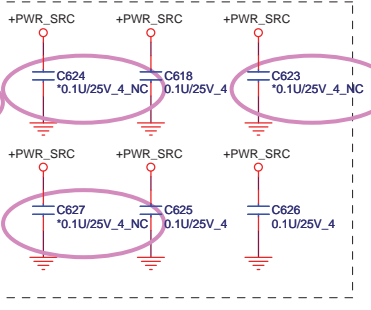 +PWR_SRC +PWR_SRC +PWR_SRC
C624 C618 C623
*0.1U/25V_4_NC 0.1U/25V_4 *0.1U/25V_4_NC
+PWR_SRC +PWR_SRC +PWR_SRC
C627 C625 C626
*0.1U/25V_4_NC 0.1U/25V_4 0.1U/25V_4